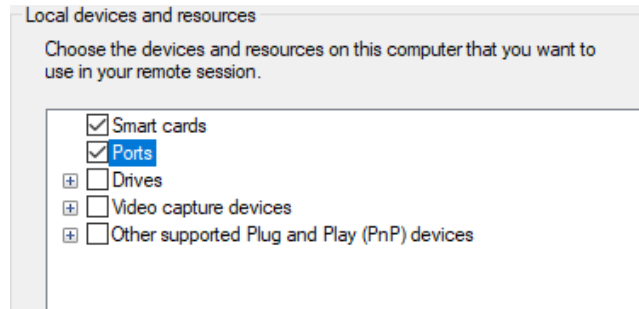 Local devices and resources
Choose the devices and resources on this computer that you want to
use in your remote session.
Smart cards
Ports
Drives
Video capture devices
Other supported Plug and Play (PnP) devices